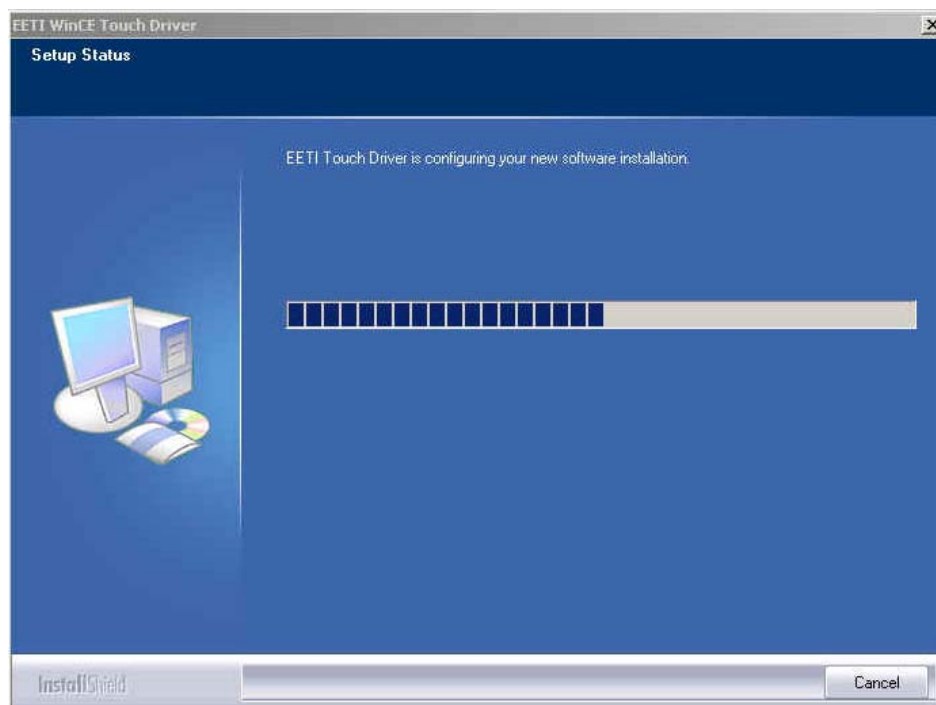 EETI WinCE Touch Driver
Setup Status
EETI Touch Driver is configuring your new software installation.
InstallShield
Cancel